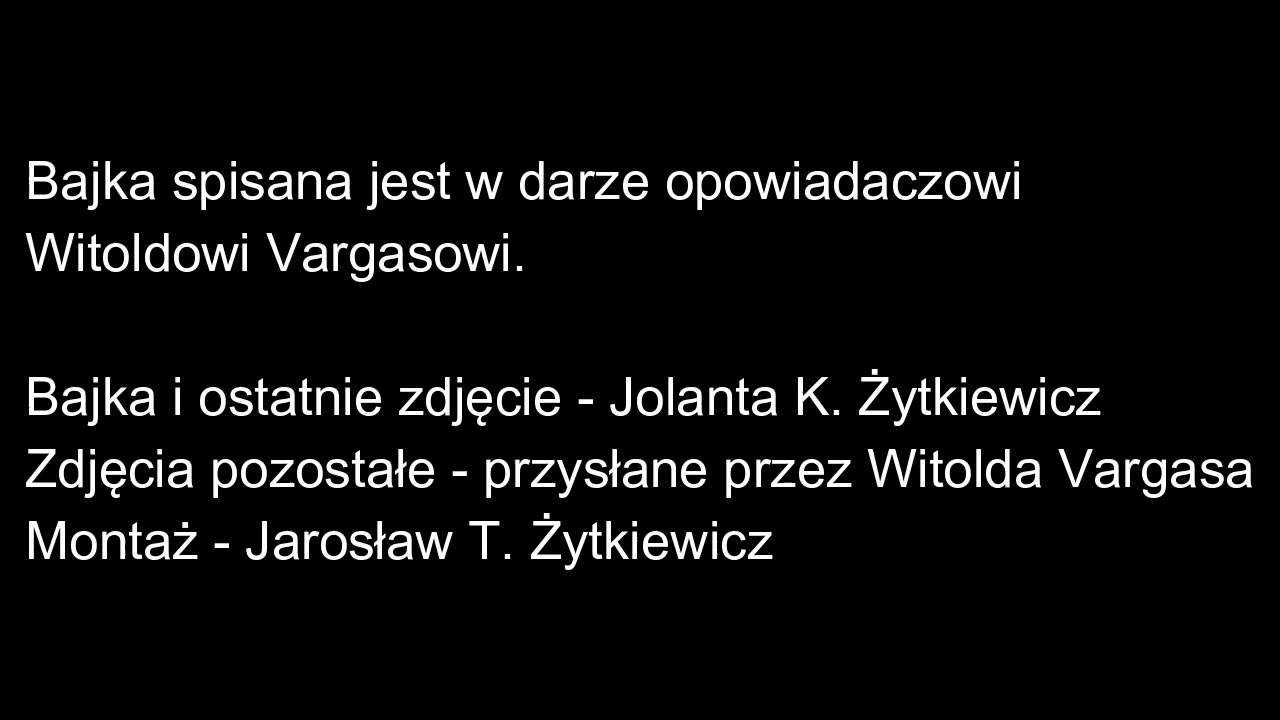 Bajka spisana jest w darze opowiadaczowi
Witoldowi Vargasowi.
Bajka i ostatnie zdjęcie - Jolanta K. Żytkiewicz
Zdjęcia pozostałe - przysłane przez Witolda Vargasa
Montaż - Jarosław T. Żytkiewicz